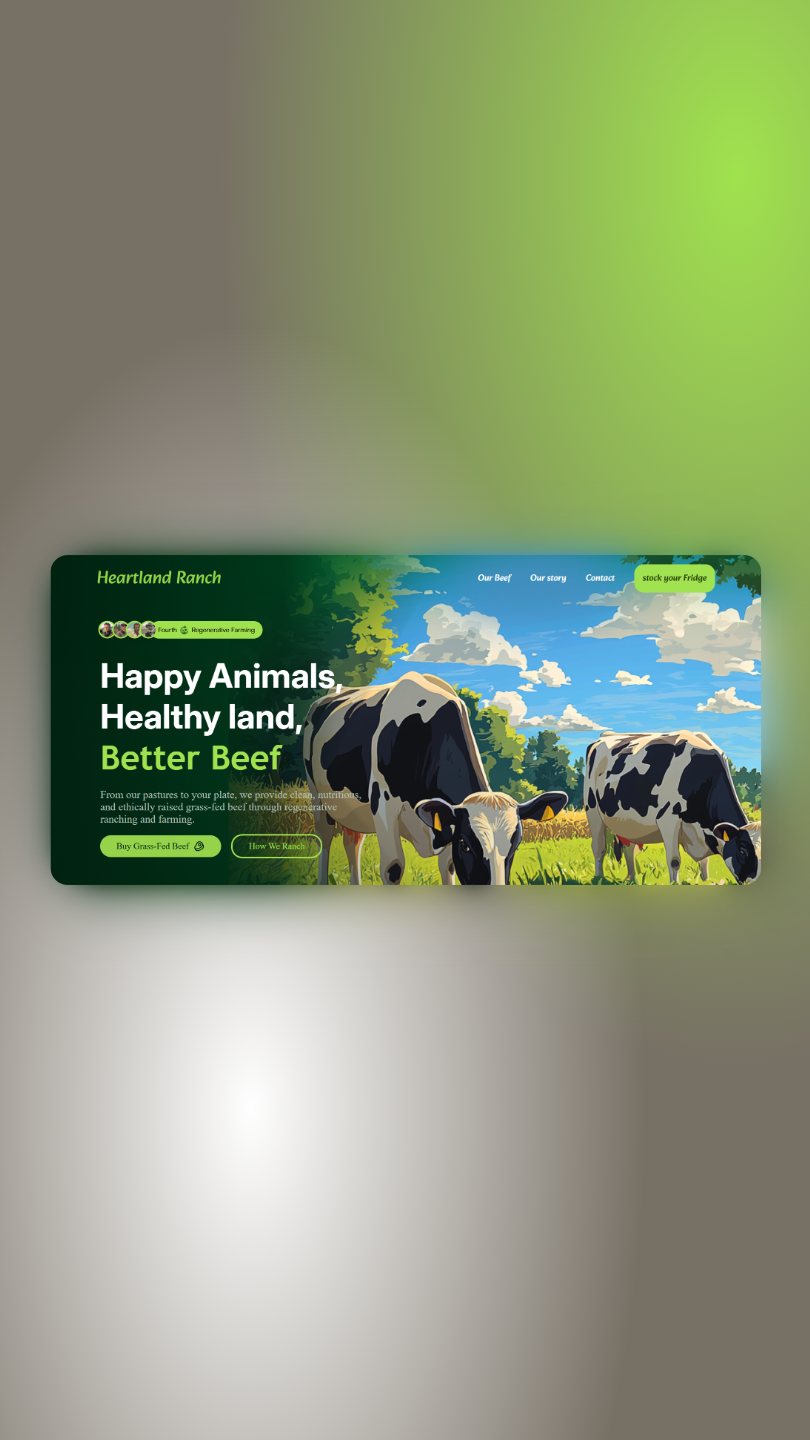 Heartland Ranch
Our Beef
Our story
Contact
stock your Fridge
Fourth Regenerative Farming
Happy Animals,
Healthy land,
Better Beef
From our pastures to your plate, we provide clean, nutritious,
and ethically raised grass-fed beef through regenerative
ranching and farming.
Buy Grass-Fed Beef
How We Ranch